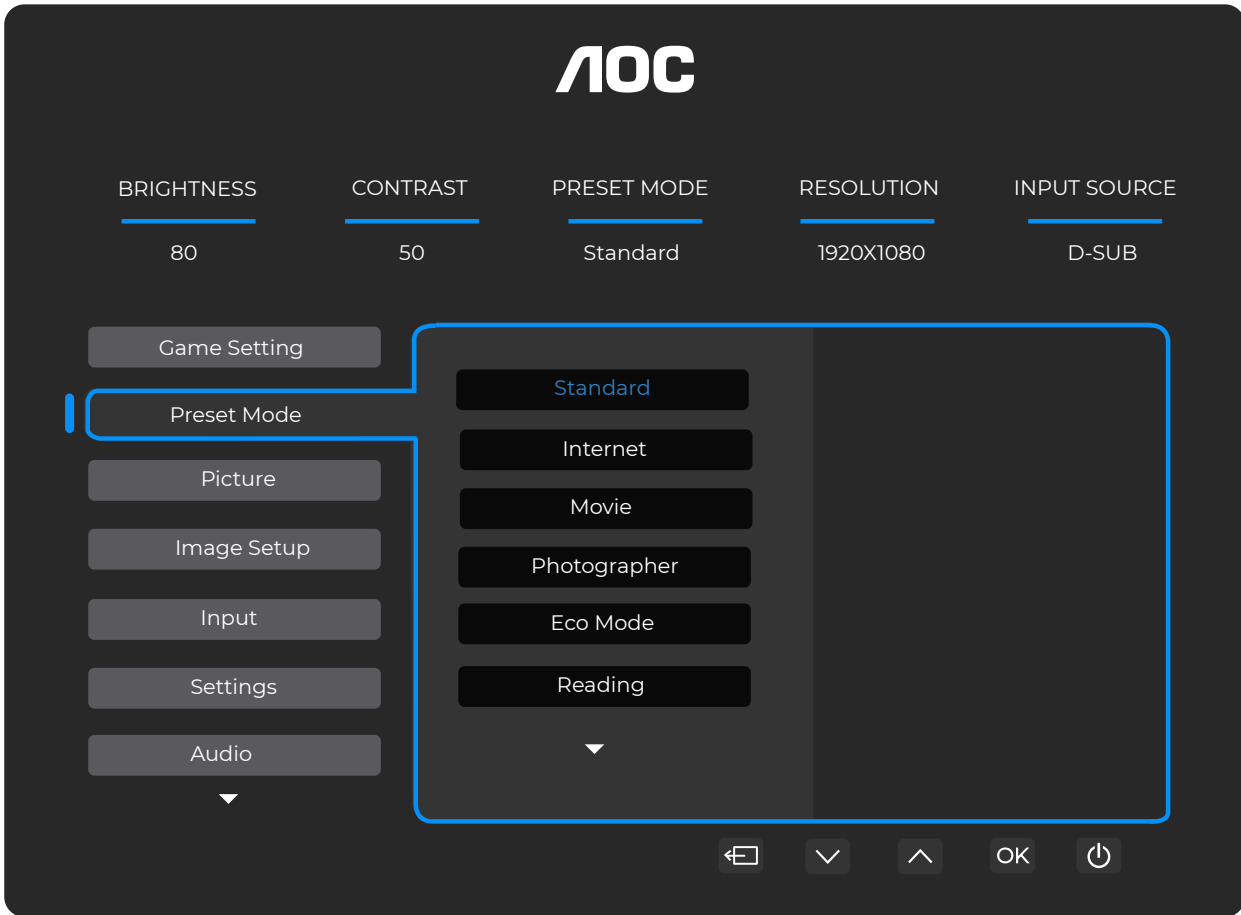 AOC
BRIGHTNESS CONTRAST PRESET MODE RESOLUTION INPUT SOURCE
80 50 Standard 1920X1080 D-SUB
Game Setting
Preset Mode
Picture
Image Setup
Input
Settings
Audio
Standard
Internet
Movie
Photographer
Eco Mode
Reading
OK